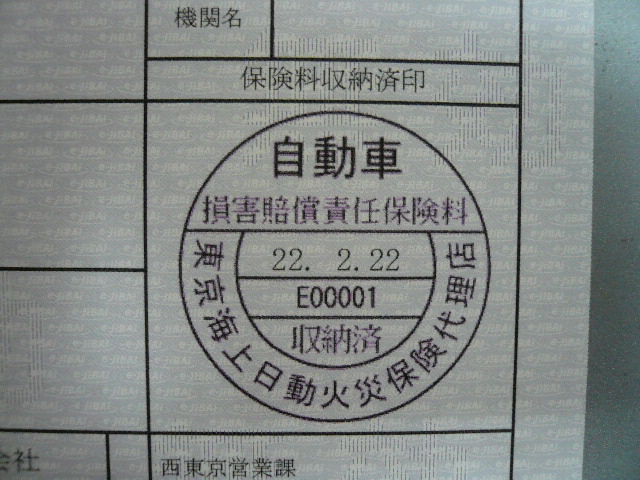 機関名
保険料収納済印
自動車
損害賠償責任保険料
22. 2.22
E00001
収納済
東京海上日動火災保険代理店
会社
西東京営業課